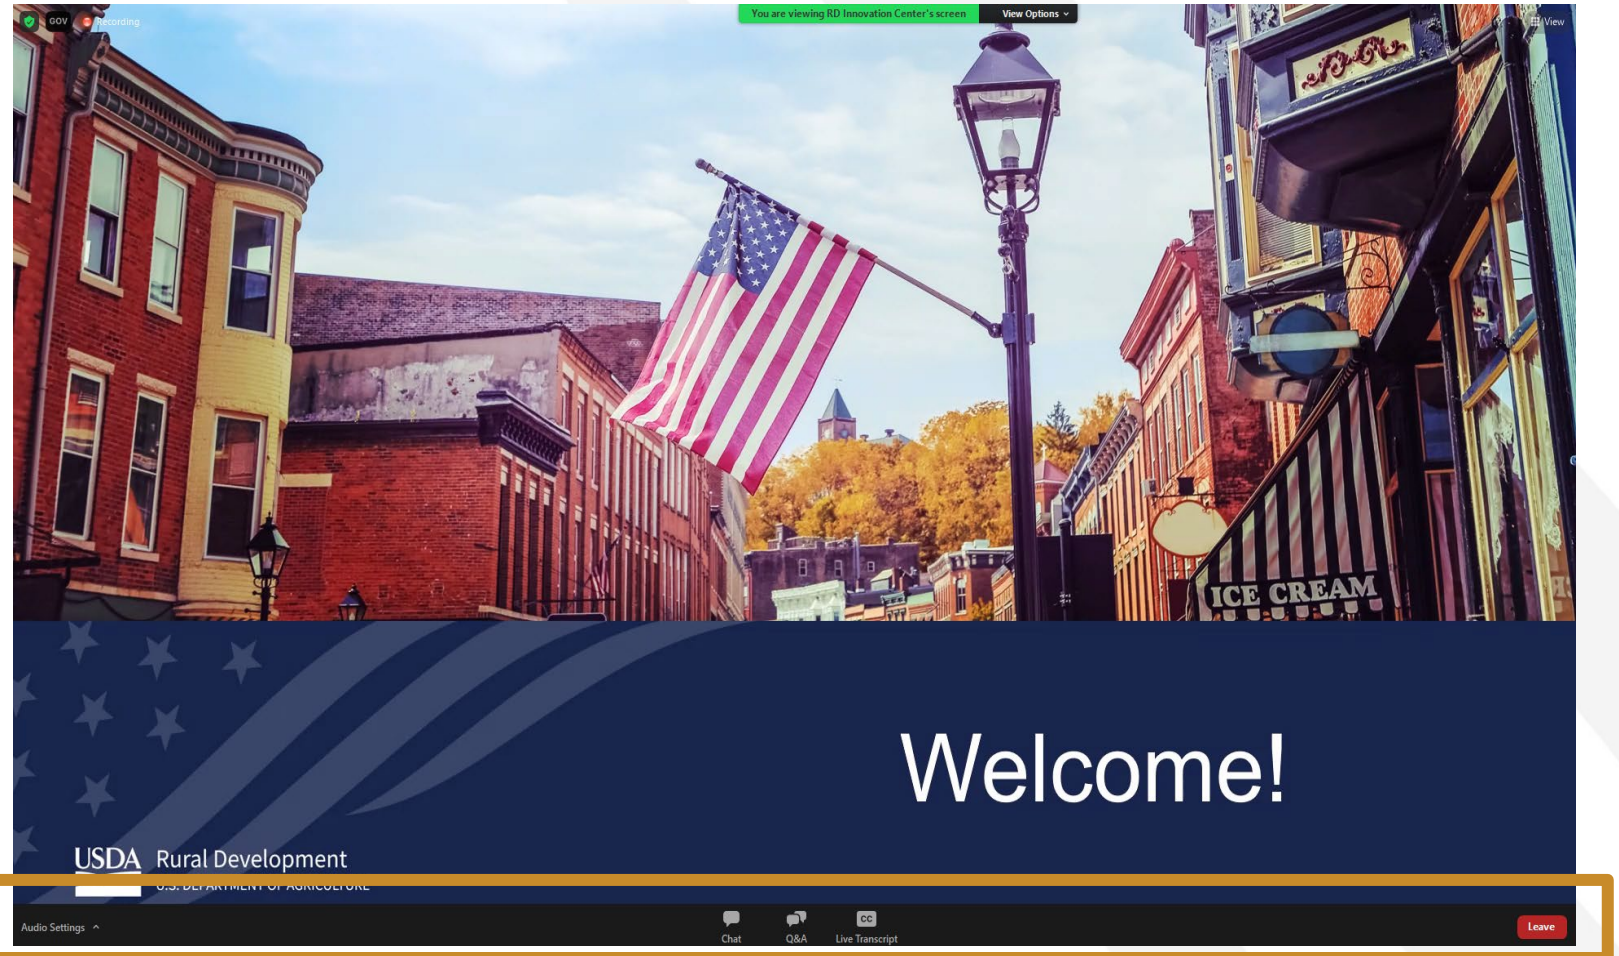 GOV Recording You are viewing RD Innovation Center's screen View Options View
ICE CREAM
Welcome!
USDA Rural Development
U.S. DEPARTMENT OF AGRICULTURE
Audio Settings Chat Q&A CC Live Transcript Leave